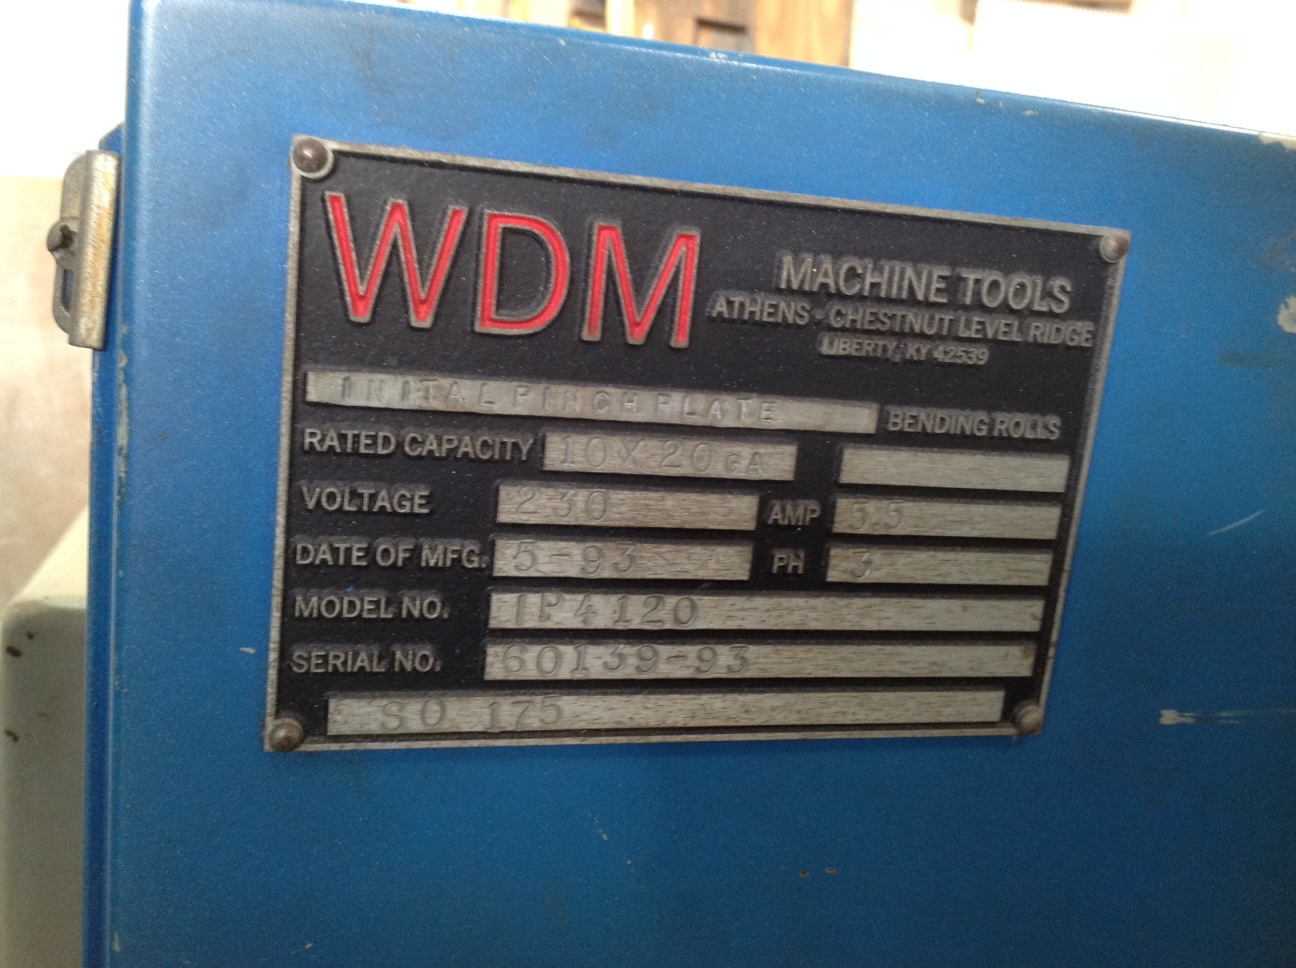 WDM
MACHINE TOOLS
ATHENS - CHESTNUT LEVEL RIDGE
LIBERTY, KY 42539
INITAL PINCH PLATE BENDING ROLLS
RATED CAPACITY 10 X 20 GA
VOLTAGE 230 AMP 5.5
DATE OF MFG. 5-93 PH 3
MODEL NO. IP4120
SERIAL NO. 60139-93
SO 175